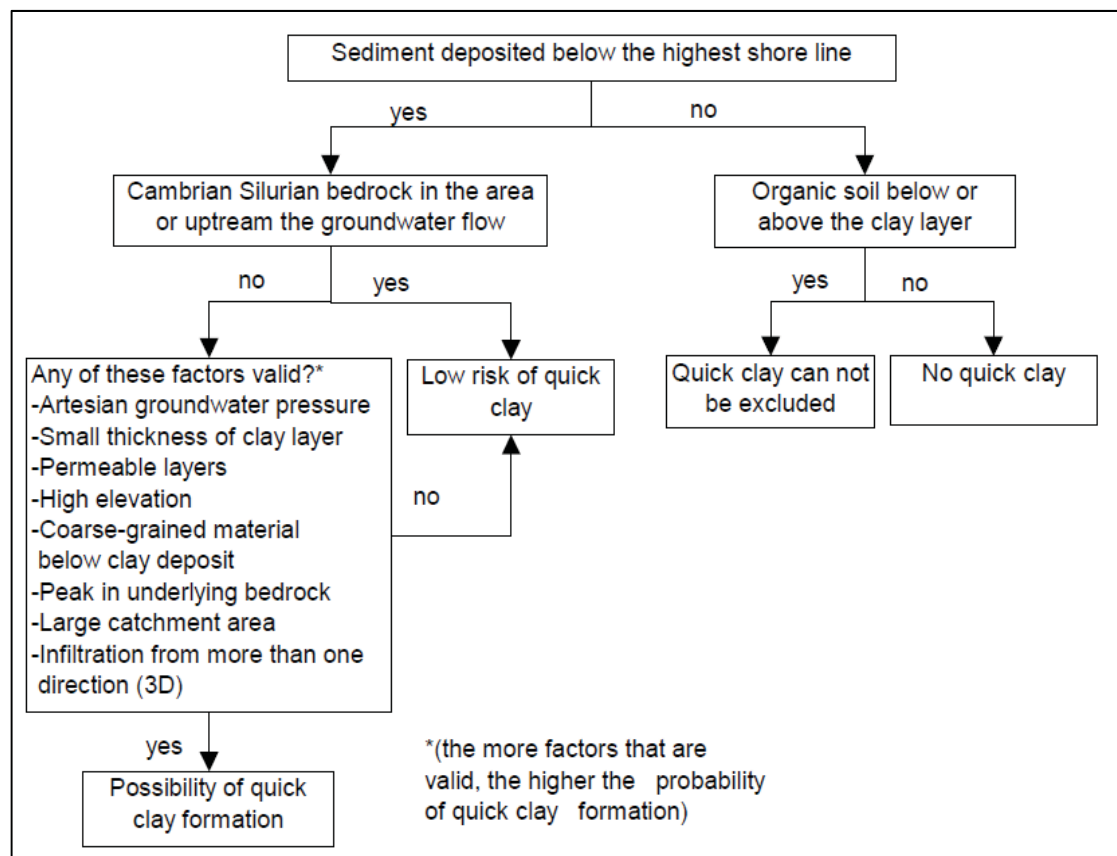 Sediment deposited below the highest shore line
yes
no
Cambrian Silurian bedrock in the area
or uptream the groundwater flow
Organic soil below or
above the clay layer
no
yes
yes
no
Any of these factors valid?*
-Artesian groundwater pressure
-Small thickness of clay layer
-Permeable layers
-High elevation
-Coarse-grained material
below clay deposit
-Peak in underlying bedrock
-Large catchment area
-Infiltration from more than one
direction (3D)
Low risk of quick
clay
Quick clay can not
be excluded
No quick clay
no
yes
Possibility of quick
clay formation
*(the more factors that are
valid, the higher the probability
of quick clay formation)